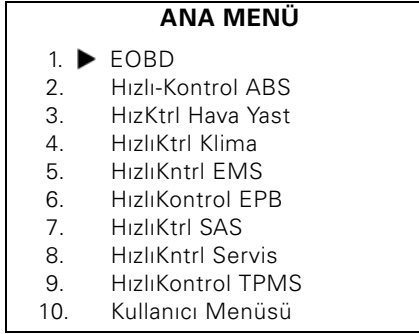 ANA MENÜ
1. ▶ EOBD
2. Hızlı-Kontrol ABS
3. HızKtrl Hava Yast
4. HızlıKtrl Klima
5. HızlıKntrl EMS
6. HızlıKontrol EPB
7. HızlıKtrl SAS
8. HızlıKntrl Servis
9. HızlıKontrol TPMS
10. Kullanıcı Menüsü